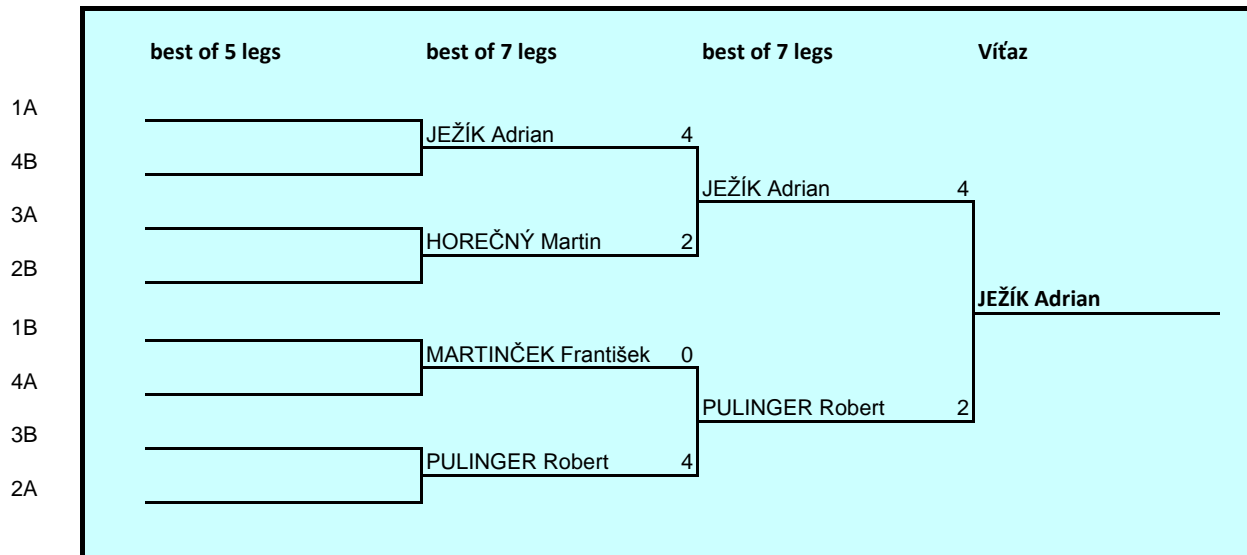 best of 5 legs best of 7 legs best of 7 legs Víťaz
1A
JEŽÍK Adrian 4
4B
JEŽÍK Adrian 4
3A
HOREČNÝ Martin 2
2B
JEŽÍK Adrian
1B
MARTINČEK František 0
4A
PULINGER Robert 2
3B
PULINGER Robert 4
2A